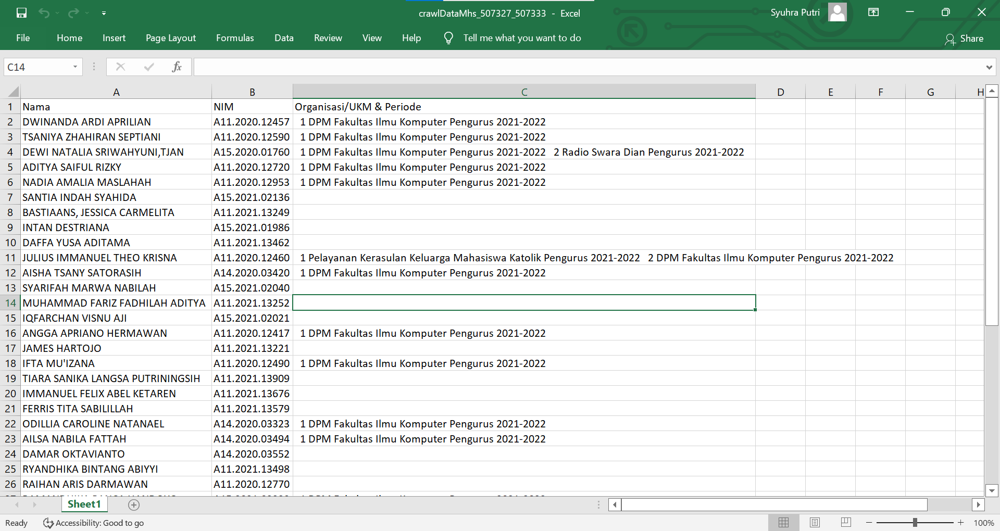 crawlDataMhs_507327_507333 - Excel
Syuhra Putri
File Home Insert Page Layout Formulas Data Review View Help Tell me what you want to do Share
C14 fx
A B C D E F G H
1 Nama NIM Organisasi/UKM & Periode
2 DWINANDA ARDI APRILIAN A11.2020.12457 1 DPM Fakultas Ilmu Komputer Pengurus 2021-2022
3 TSANIYA ZHAHIRAN SEPTIANI A11.2020.12590 1 DPM Fakultas Ilmu Komputer Pengurus 2021-2022
4 DEWI NATALIA SRIWAHYUNI,TJAN A15.2020.01760 1 DPM Fakultas Ilmu Komputer Pengurus 2021-2022 2 Radio Swara Dian Pengurus 2021-2022
5 ADITYA SAIFUL RIZKY A11.2020.12720 1 DPM Fakultas Ilmu Komputer Pengurus 2021-2022
6 NADIA AMALIA MASLAHAH A11.2020.12953 1 DPM Fakultas Ilmu Komputer Pengurus 2021-2022
7 SANTIA INDAH SYAHIDA A15.2021.02136
8 BASTIAANS, JESSICA CARMELITA A11.2021.13249
9 INTAN DESTRIANA A15.2021.01986
10 DAFFA YUSA ADITAMA A11.2021.13462
11 JULIUS IMMANUEL THEO KRISNA A11.2020.12460 1 Pelayanan Kerasulan Keluarga Mahasiswa Katolik Pengurus 2021-2022 2 DPM Fakultas Ilmu Komputer Pengurus 2021-2022
12 AISHA TSANY SATORASIH A14.2020.03420 1 DPM Fakultas Ilmu Komputer Pengurus 2021-2022
13 SYARIFAH MARWA NABILAH A15.2021.02040
14 MUHAMMAD FARIZ FADHILAH ADITYA A11.2021.13252
15 IQFARCHAN VISNU AJI A15.2021.02021
16 ANGGA APRIANO HERMAWAN A11.2020.12417 1 DPM Fakultas Ilmu Komputer Pengurus 2021-2022
17 JAMES HARTOJO A11.2021.13221
18 IFTA MU'IZANA A11.2020.12490 1 DPM Fakultas Ilmu Komputer Pengurus 2021-2022
19 TIARA SANIKA LANGSA PUTRININGSIH A11.2021.13909
20 IMMANUEL FELIX ABEL KETAREN A11.2021.13676
21 FERRIS TITA SABILILLAH A11.2021.13579
22 ODILLIA CAROLINE NATANAEL A14.2020.03323 1 DPM Fakultas Ilmu Komputer Pengurus 2021-2022
23 AILSA NABILA FATTAH A14.2020.03494 1 DPM Fakultas Ilmu Komputer Pengurus 2021-2022
24 DAMAR OKTAVIANTO A14.2020.03552
25 RYANDHIKA BINTANG ABIYYI A11.2021.13498
26 RAIHAN ARIS DARMAWAN A11.2020.12770
Sheet1
Ready Accessibility: Good to go 100%